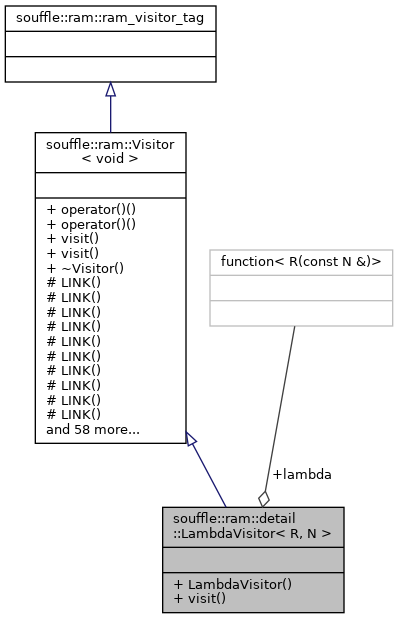 souffle::ram::ram_visitor_tag
souffle::ram::Visitor
< void >
+ operator()()
+ operator()()
+ visit()
+ visit()
+ ~Visitor()
# LINK()
# LINK()
# LINK()
# LINK()
# LINK()
# LINK()
# LINK()
# LINK()
# LINK()
# LINK()
and 58 more...
function< R(const N &)>
+lambda
souffle::ram::detail
::LambdaVisitor< R, N >
+ LambdaVisitor()
+ visit()